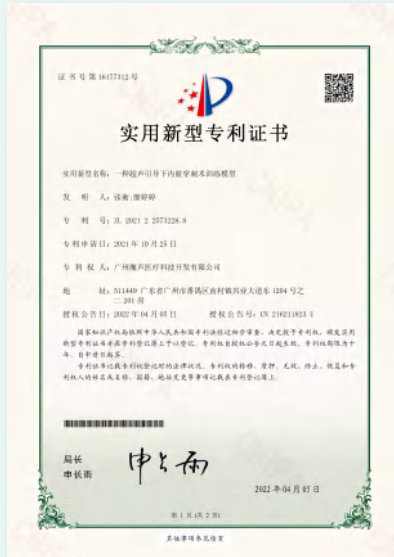 证书号第16177312号
实用新型专利证书
实用新型名称：一种超声引导下内脏穿刺术训练模型
发明人：张衡;廖婷婷
专利号：ZL 2021 2 2573228.8
专利申请日：2021年10月25日
专利权人：广州魔声医疗科技开发有限公司
地址：511449 广东省广州市番禺区南村镇兴业大道东1204号之
二201房
授权公告日：2022年04月05日 授权公告号：CN 216211823 U
国家知识产权局依照中华人民共和国专利法经过初步审查，决定授予专利权，颁发实用
新型专利证书并在专利登记簿上予以登记。专利权自授权公告之日起生效。专利权期限为十
年，自申请日起算。
专利证书记载专利权登记时的法律状况。专利权的转移、质押、无效、终止、恢复和专
利权人的姓名或名称、国籍、地址变更等事项记载在专利登记簿上。
局长
申长雨
申长雨
2022年04月05日
第1页(共2页)
其他事项参见续页